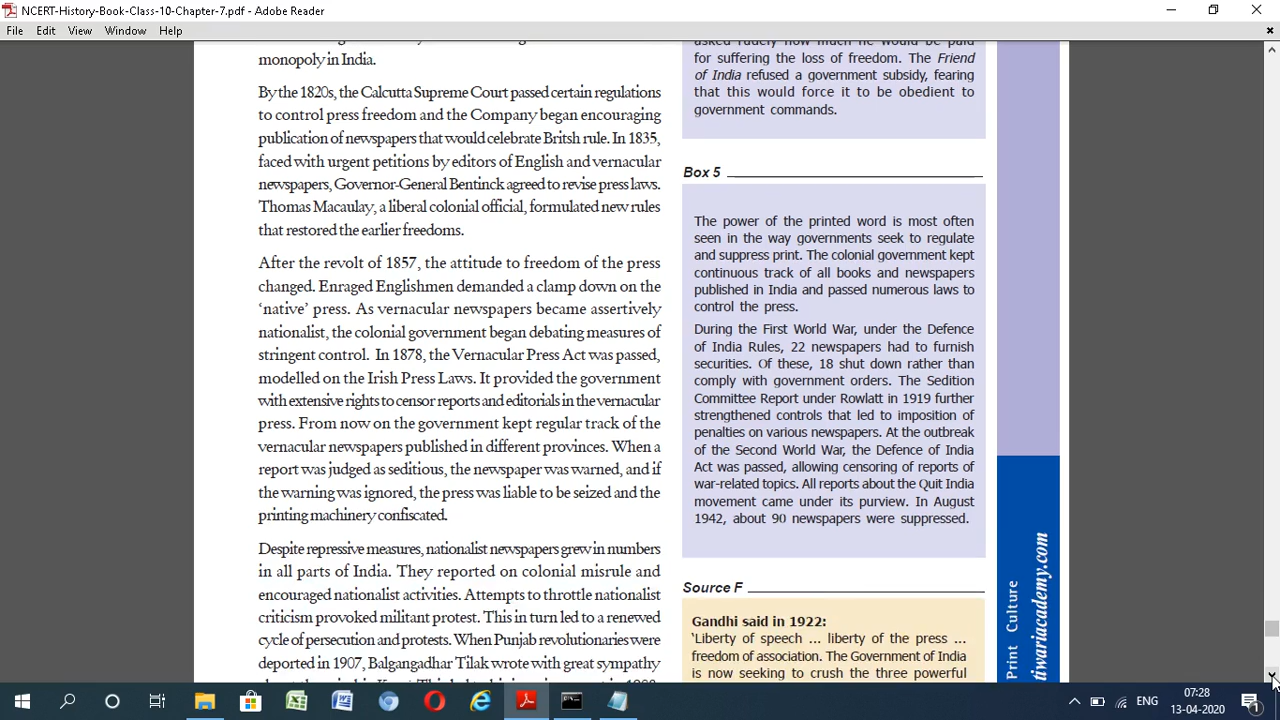 NCERT-History-Book-Class-10-Chapter-7.pdf - Adobe Reader
File Edit View Window Help
monopoly in India.
By the 1820s, the Calcutta Supreme Court passed certain regulations
to control press freedom and the Company began encouraging
publication of newspapers that would celebrate Britsh rule. In 1835,
faced with urgent petitions by editors of English and vernacular
newspapers, Governor-General Bentinck agreed to revise press laws.
Thomas Macaulay, a liberal colonial official, formulated new rules
that restored the earlier freedoms.
After the revolt of 1857, the attitude to freedom of the press
changed. Enraged Englishmen demanded a clamp down on the
‘native’ press. As vernacular newspapers became assertively
nationalist, the colonial government began debating measures of
stringent control. In 1878, the Vernacular Press Act was passed,
modelled on the Irish Press Laws. It provided the government
with extensive rights to censor reports and editorials in the vernacular
press. From now on the government kept regular track of the
vernacular newspapers published in different provinces. When a
report was judged as seditious, the newspaper was warned, and if
the warning was ignored, the press was liable to be seized and the
printing machinery confiscated.
Despite repressive measures, nationalist newspapers grew in numbers
in all parts of India. They reported on colonial misrule and
encouraged nationalist activities. Attempts to throttle nationalist
criticism provoked militant protest. This in turn led to a renewed
cycle of persecution and protests. When Punjab revolutionaries were
deported in 1907, Balgangadhar Tilak wrote with great sympathy
asked rudely how much he would be paid
for suffering the loss of freedom. The Friend
of India refused a government subsidy, fearing
that this would force it to be obedient to
government commands.
Box 5
The power of the printed word is most often
seen in the way governments seek to regulate
and suppress print. The colonial government kept
continuous track of all books and newspapers
published in India and passed numerous laws to
control the press.
During the First World War, under the Defence
of India Rules, 22 newspapers had to furnish
securities. Of these, 18 shut down rather than
comply with government orders. The Sedition
Committee Report under Rowlatt in 1919 further
strengthened controls that led to imposition of
penalties on various newspapers. At the outbreak
of the Second World War, the Defence of India
Act was passed, allowing censoring of reports of
war-related topics. All reports about the Quit India
movement came under its purview. In August
1942, about 90 newspapers were suppressed.
Source F
Gandhi said in 1922:
‘Liberty of speech ... liberty of the press ...
freedom of association. The Government of India
is now seeking to crush the three powerful
Print Culture
tiwariacademy.com
ENG
07:28
13-04-2020
1